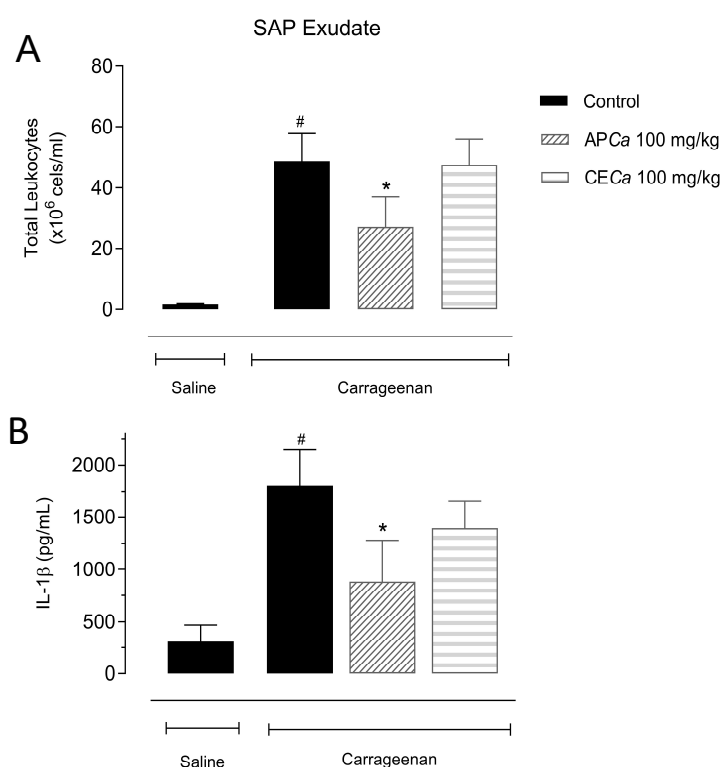 SAP Exudate
A
Total Leukocytes
(x10⁶ cels/ml)
80
60
40
20
0
#
*
Control
APCa 100 mg/kg
CECa 100 mg/kg
Saline
Carrageenan
B
IL-1β (pg/mL)
2000
1500
1000
500
0
#
*
Saline
Carrageenan